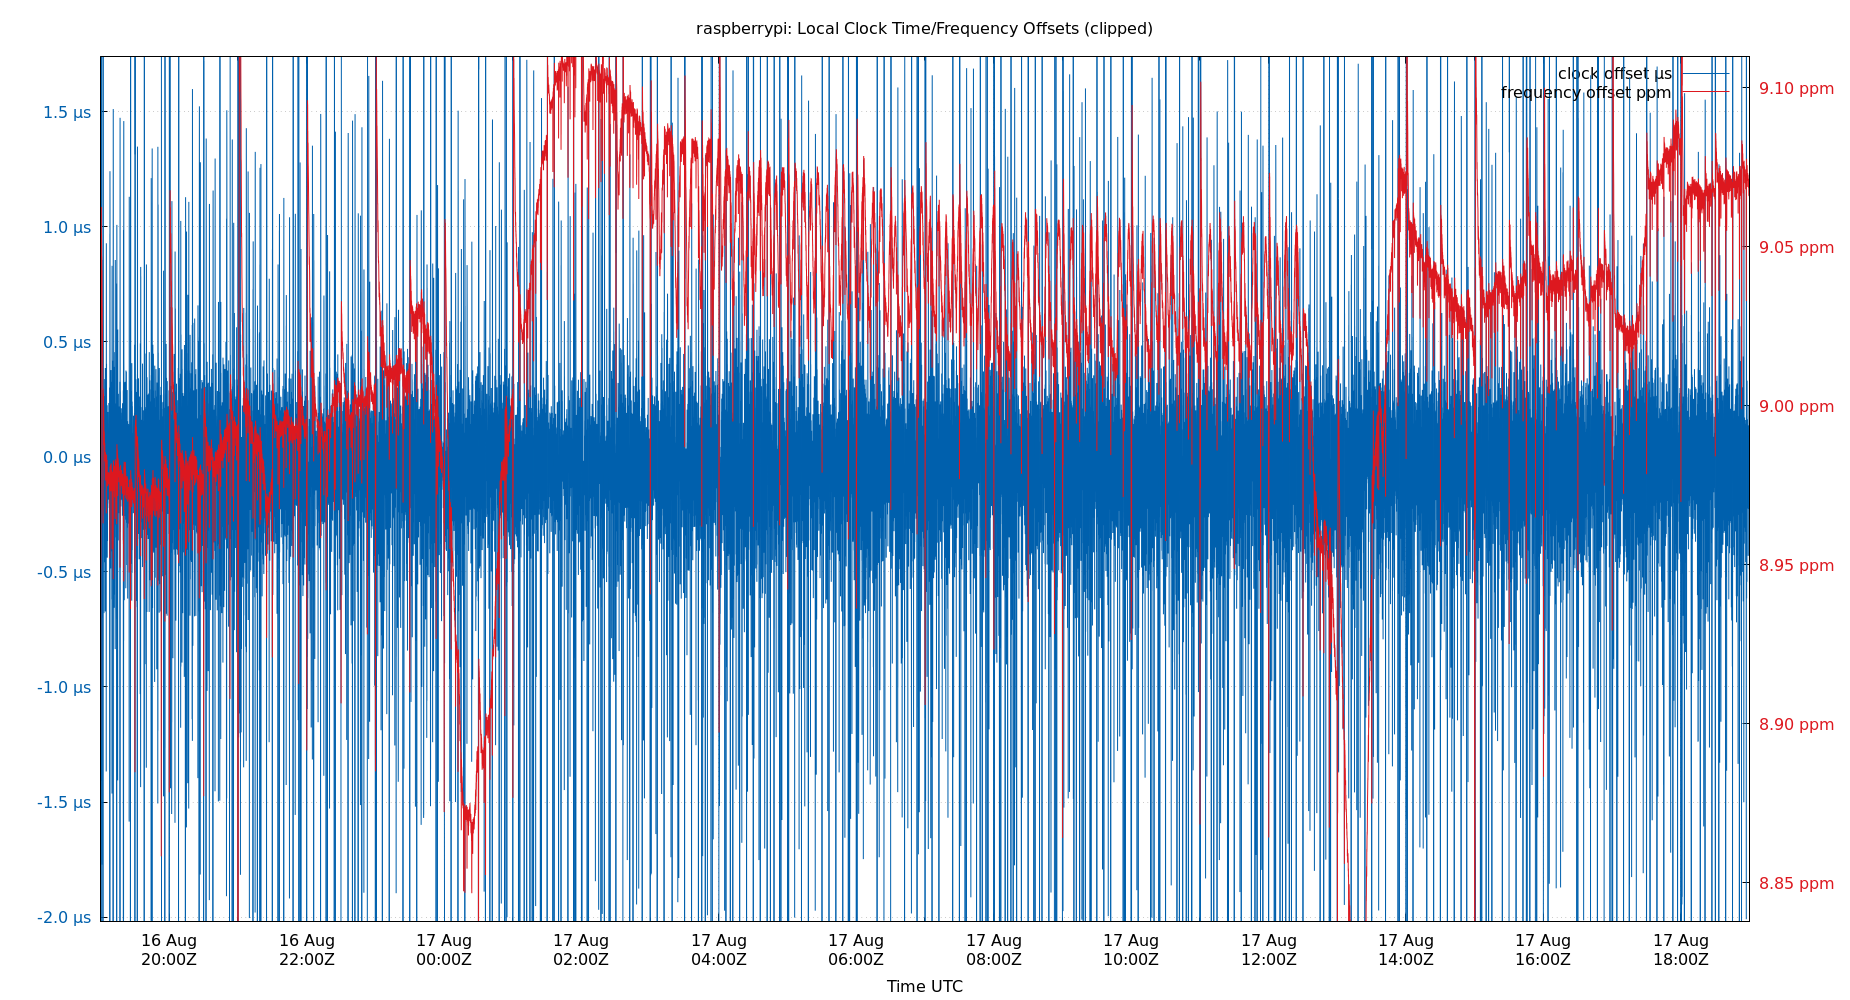 raspberrypi: Local Clock Time/Frequency Offsets (clipped)
clock offset µs
frequency offset ppm
1.5 µs
1.0 µs
0.5 µs
0.0 µs
-0.5 µs
-1.0 µs
-1.5 µs
-2.0 µs
9.10 ppm
9.05 ppm
9.00 ppm
8.95 ppm
8.90 ppm
8.85 ppm
16 Aug 16 Aug 17 Aug 17 Aug 17 Aug 17 Aug 17 Aug 17 Aug 17 Aug 17 Aug 17 Aug 17 Aug
20:00Z 22:00Z 00:00Z 02:00Z 04:00Z 06:00Z 08:00Z 10:00Z 12:00Z 14:00Z 16:00Z 18:00Z
Time UTC